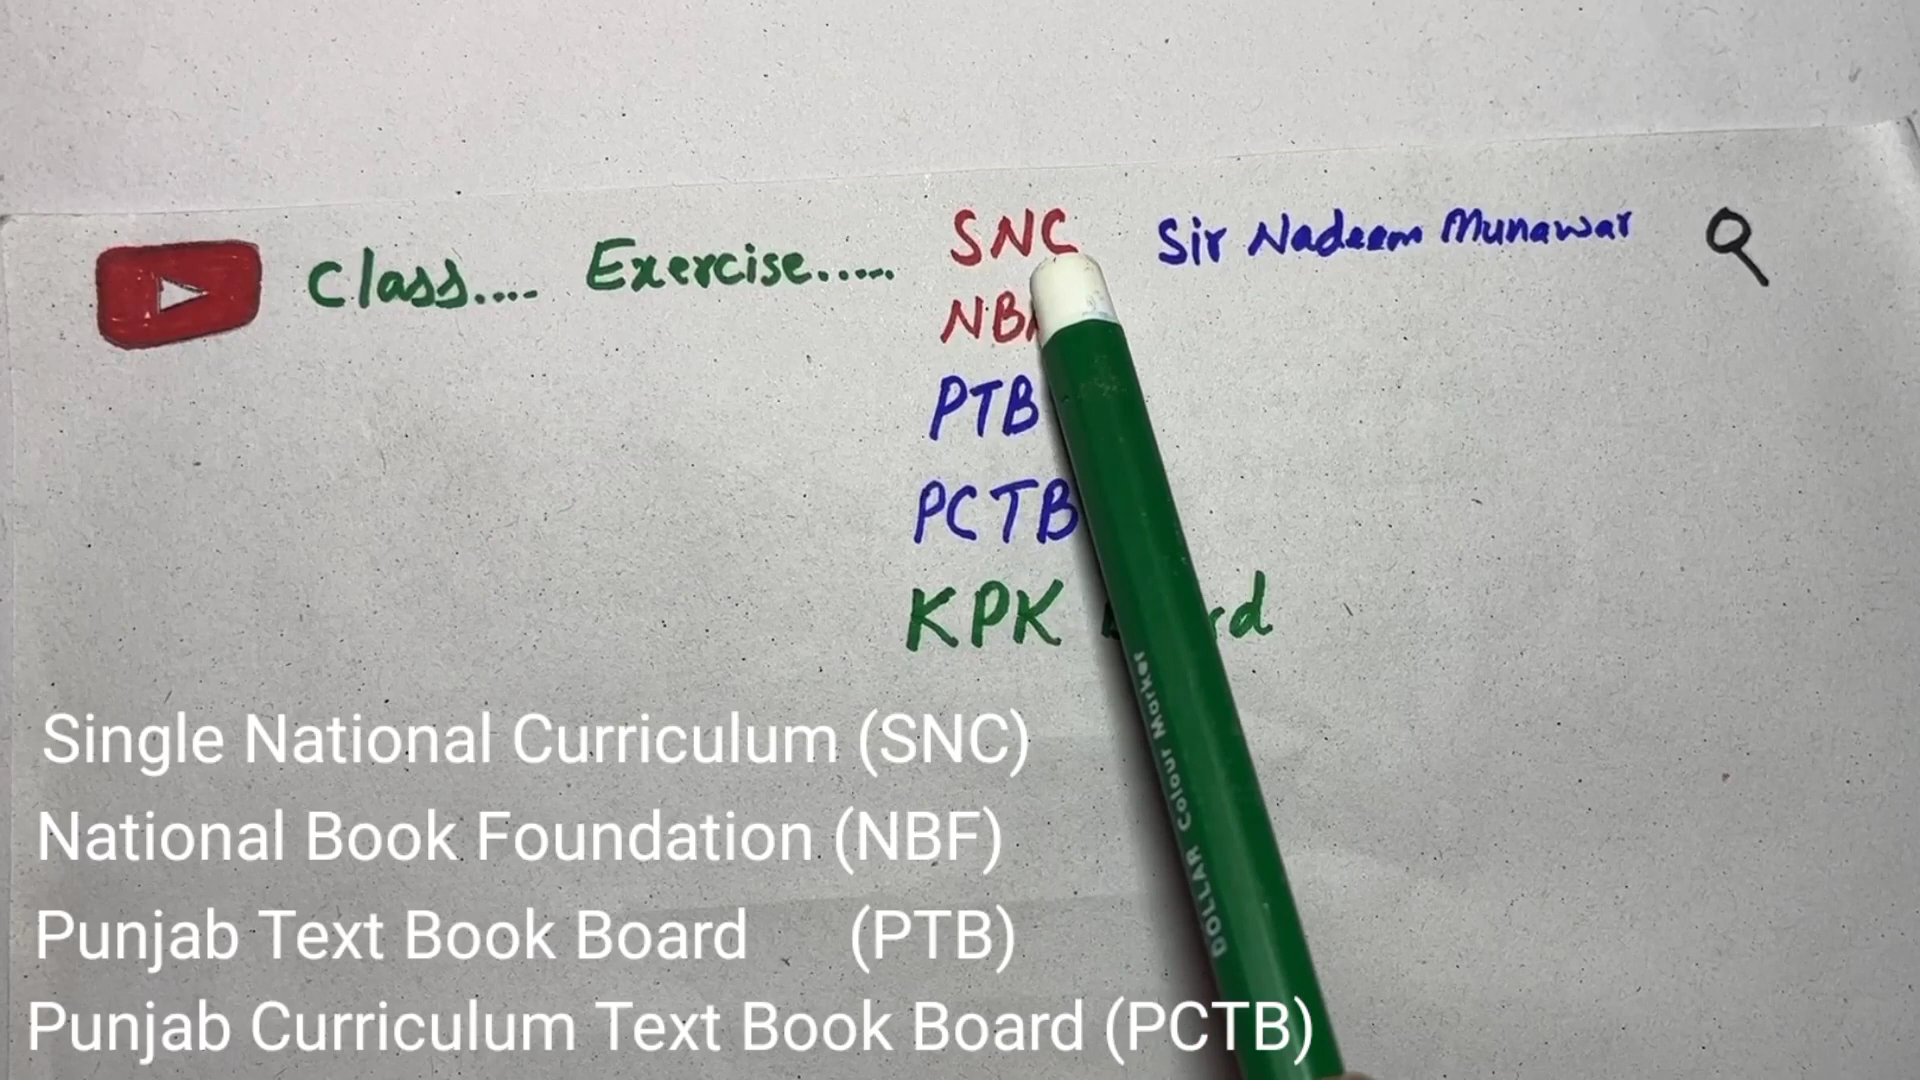 Class.... Exercise..... SNC Sir Nadeem Munawar
PTB
PCTB
KPK
DOLLAR Colour Marker
Single National Curriculum (SNC)
National Book Foundation (NBF)
Punjab Text Book Board (PTB)
Punjab Curriculum Text Book Board (PCTB)